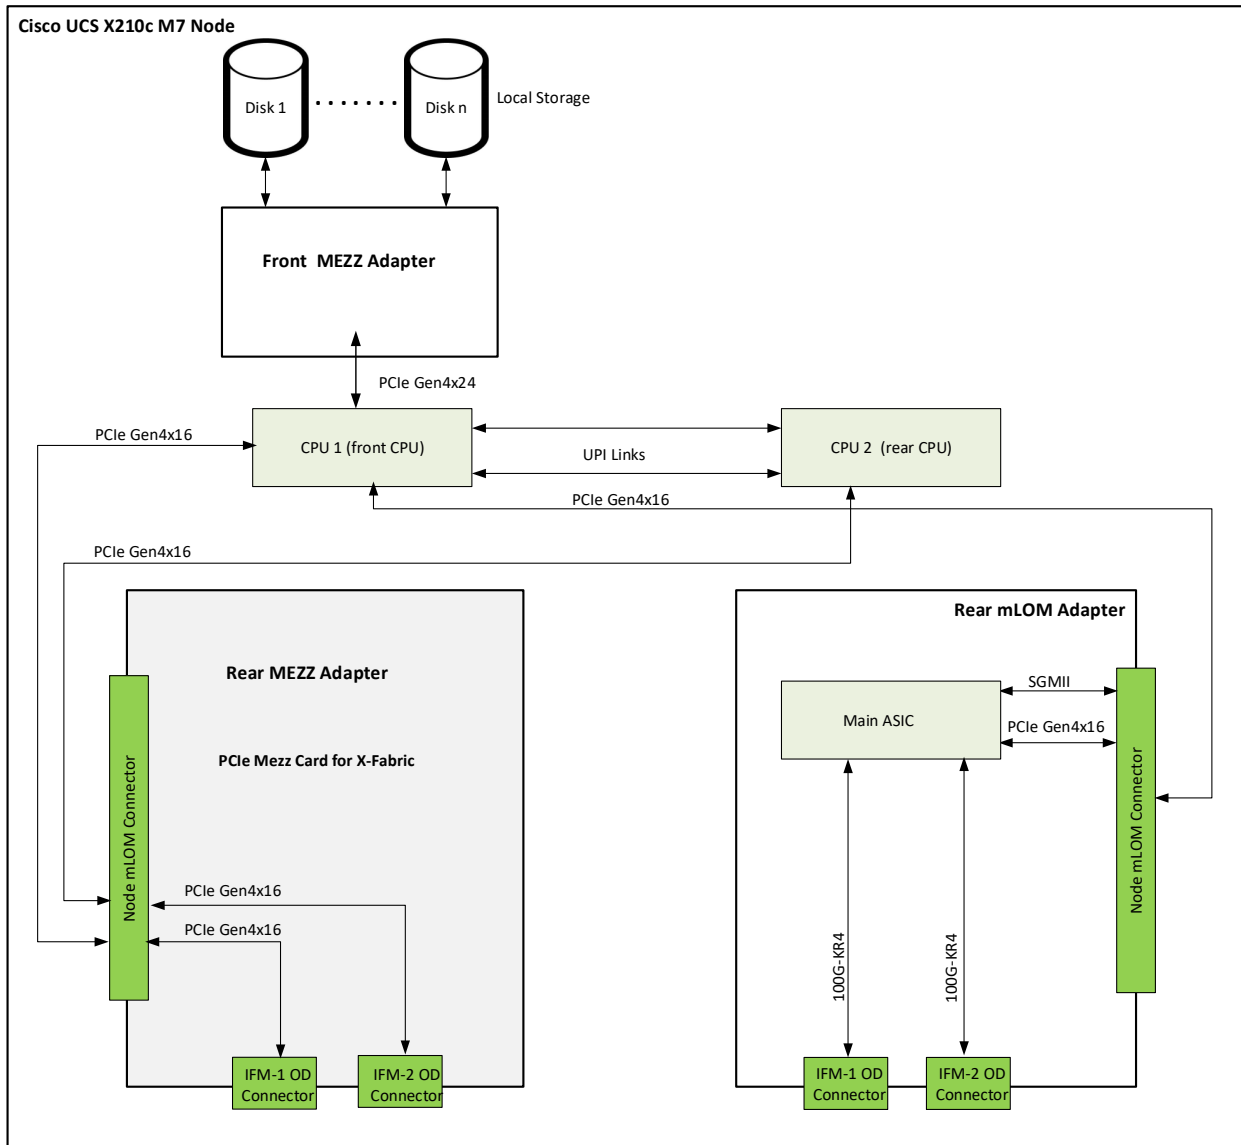 Cisco UCS X210c M7 Node
Disk 1
Disk n
Local Storage
Front MEZZ Adapter
PCIe Gen4x24
PCIe Gen4x16
CPU 1 (front CPU)
UPI Links
CPU 2 (rear CPU)
PCIe Gen4x16
PCIe Gen4x16
Rear MEZZ Adapter
PCIe Mezz Card for X-Fabric
Node mLOM Connector
PCIe Gen4x16
PCIe Gen4x16
IFM-1 OD
Connector
IFM-2 OD
Connector
Rear mLOM Adapter
Main ASIC
SGMII
PCIe Gen4x16
Node mLOM Connector
100G-KR4
100G-KR4
IFM-1 OD
Connector
IFM-2 OD
Connector